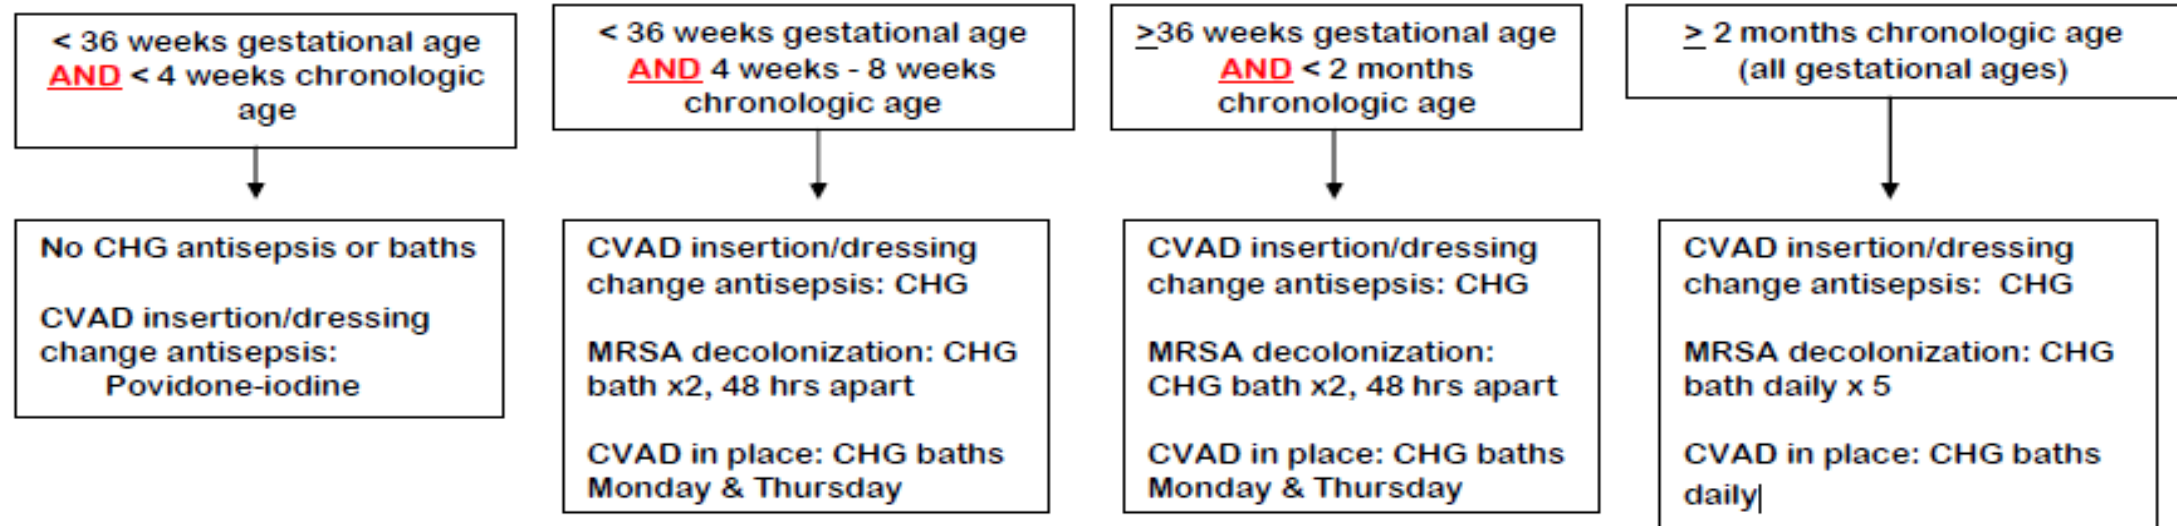 < 36 weeks gestational age
AND < 4 weeks chronologic
age
< 36 weeks gestational age
AND 4 weeks - 8 weeks
chronologic age
>36 weeks gestational age
AND < 2 months
chronologic age
> 2 months chronologic age
(all gestational ages)
No CHG antisepsis or baths
CVAD insertion/dressing
change antisepsis:
Povidone-iodine
CVAD insertion/dressing
change antisepsis: CHG
MRSA decolonization: CHG
bath x2, 48 hrs apart
CVAD in place: CHG baths
Monday & Thursday
CVAD insertion/dressing
change antisepsis: CHG
MRSA decolonization:
CHG bath x2, 48 hrs apart
CVAD in place: CHG baths
Monday & Thursday
CVAD insertion/dressing
change antisepsis:  CHG
MRSA decolonization: CHG
bath daily x 5
CVAD in place: CHG baths
daily